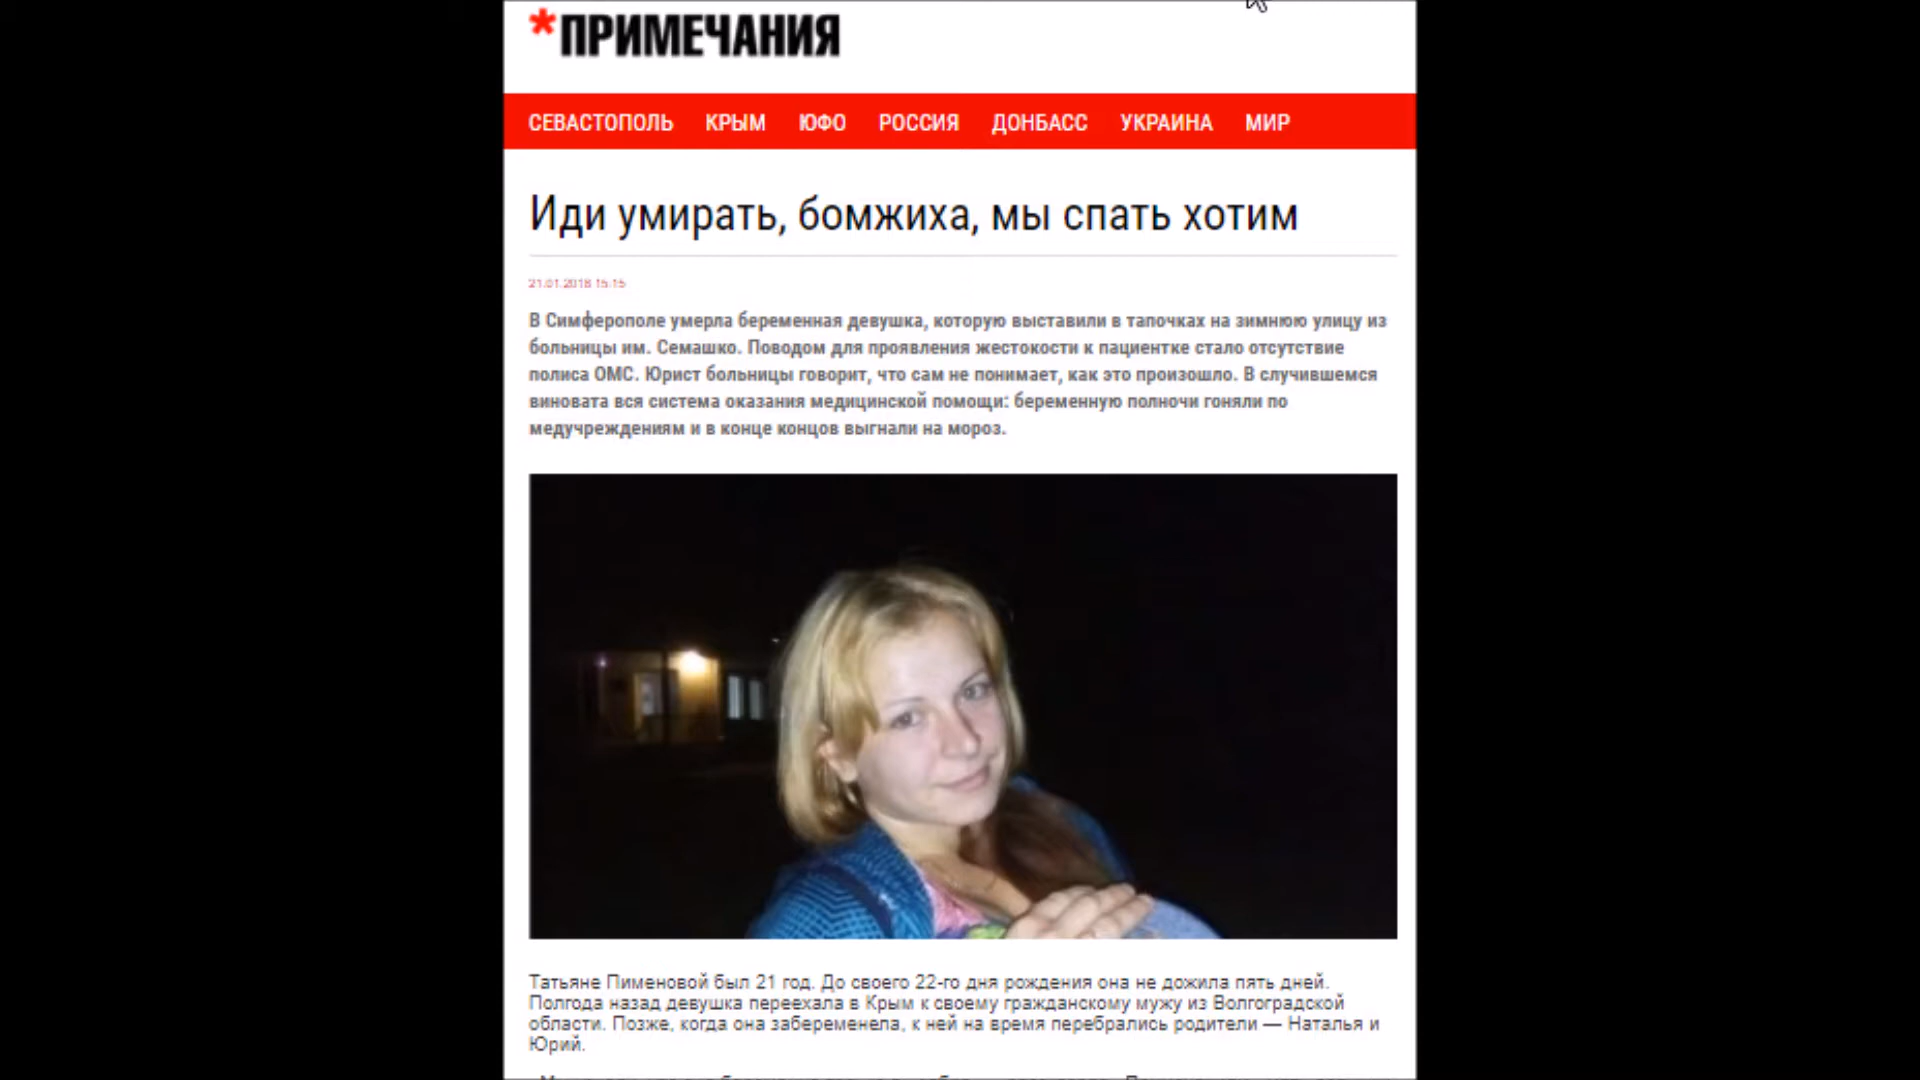 *ПРИМЕЧАНИЯ
СЕВАСТОПОЛЬ КРЫМ ЮФО РОССИЯ ДОНБАСС УКРАИНА МИР
Иди умирать, бомжиха, мы спать хотим
21.01.2018 15:15
В Симферополе умерла беременная девушка, которую выставили в тапочках на зимнюю улицу из
больницы им. Семашко. Поводом для проявления жестокости к пациентке стало отсутствие
полиса ОМС. Юрист больницы говорит, что сам не понимает, как это произошло. В случившемся
виновата вся система оказания медицинской помощи: беременную полночи гоняли по
медучреждениям и в конце концов выгнали на мороз.
Татьяне Пименовой был 21 год. До своего 22-го дня рождения она не дожила пять дней.
Полгода назад девушка переехала в Крым к своему гражданскому мужу из Волгоградской
области. Позже, когда она забеременела, к ней на время перебрались родители — Наталья и
Юрий.